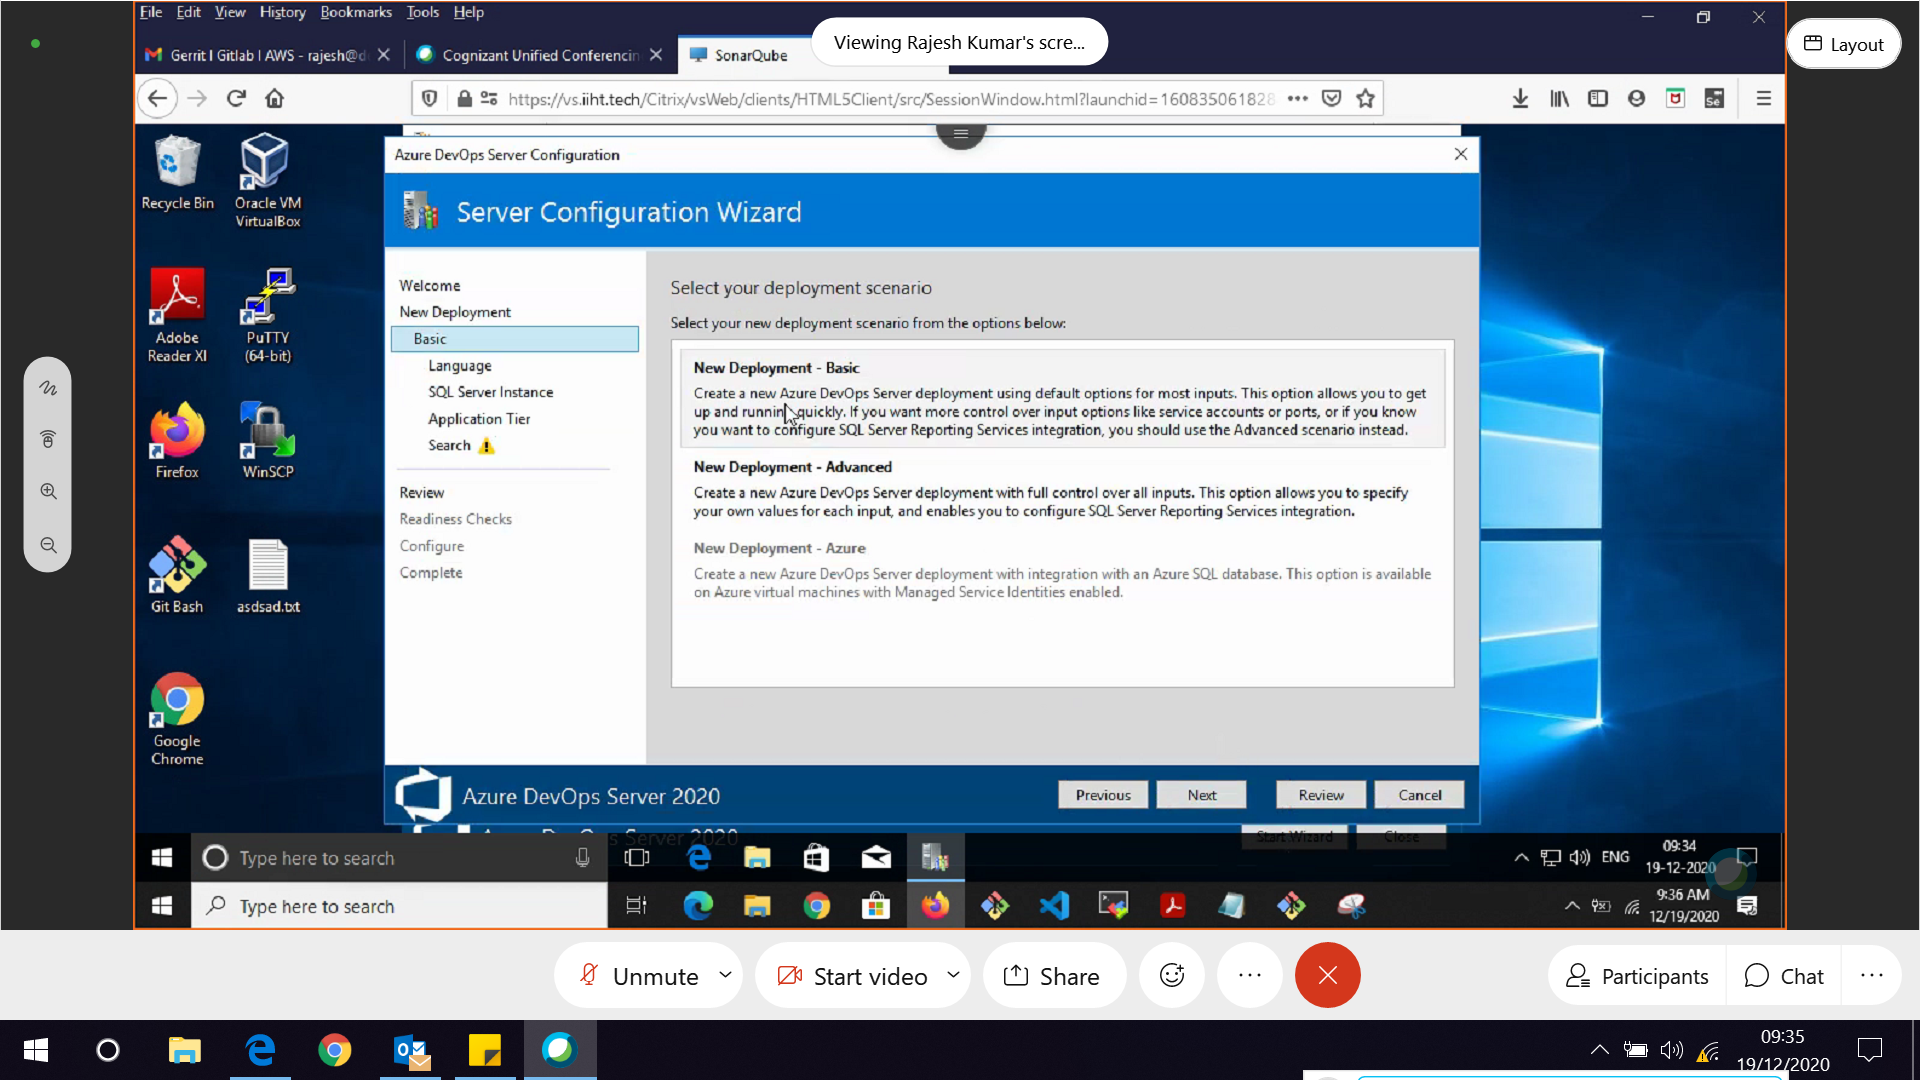 File Edit View History Bookmarks Tools Help
Gerrit | Gitlab | AWS - rajesh@d
Cognizant Unified Conferencin
SonarQube
Viewing Rajesh Kumar's scre...
Layout
https://vs.iiht.tech/Citrix/vsWeb/clients/HTML5Client/src/SessionWindow.html?launchid=160835061828
Recycle Bin
Oracle VM
VirtualBox
Adobe
Reader XI
PuTTY
(64-bit)
Firefox
WinSCP
Git Bash
asdsad.txt
Google
Chrome
Azure DevOps Server Configuration
Server Configuration Wizard
Welcome
New Deployment
Basic
Language
SQL Server Instance
Application Tier
Search
Review
Readiness Checks
Configure
Complete
Select your deployment scenario
Select your new deployment scenario from the options below:
New Deployment - Basic
Create a new Azure DevOps Server deployment using default options for most inputs. This option allows you to get
up and running quickly. If you want more control over input options like service accounts or ports, or if you know
you want to configure SQL Server Reporting Services integration, you should use the Advanced scenario instead.
New Deployment - Advanced
Create a new Azure DevOps Server deployment with full control over all inputs. This option allows you to specify
your own values for each input, and enables you to configure SQL Server Reporting Services integration.
New Deployment - Azure
Create a new Azure DevOps Server deployment with integration with an Azure SQL database. This option is available
on Azure virtual machines with Managed Service Identities enabled.
Azure DevOps Server 2020
Previous
Next
Review
Cancel
Server 2020
Start Wizard
Close
Type here to search
ENG
09:34
19-12-2020
Type here to search
9:36 AM
12/19/2020
Unmute
Start video
Share
Participants
Chat
09:35
19/12/2020